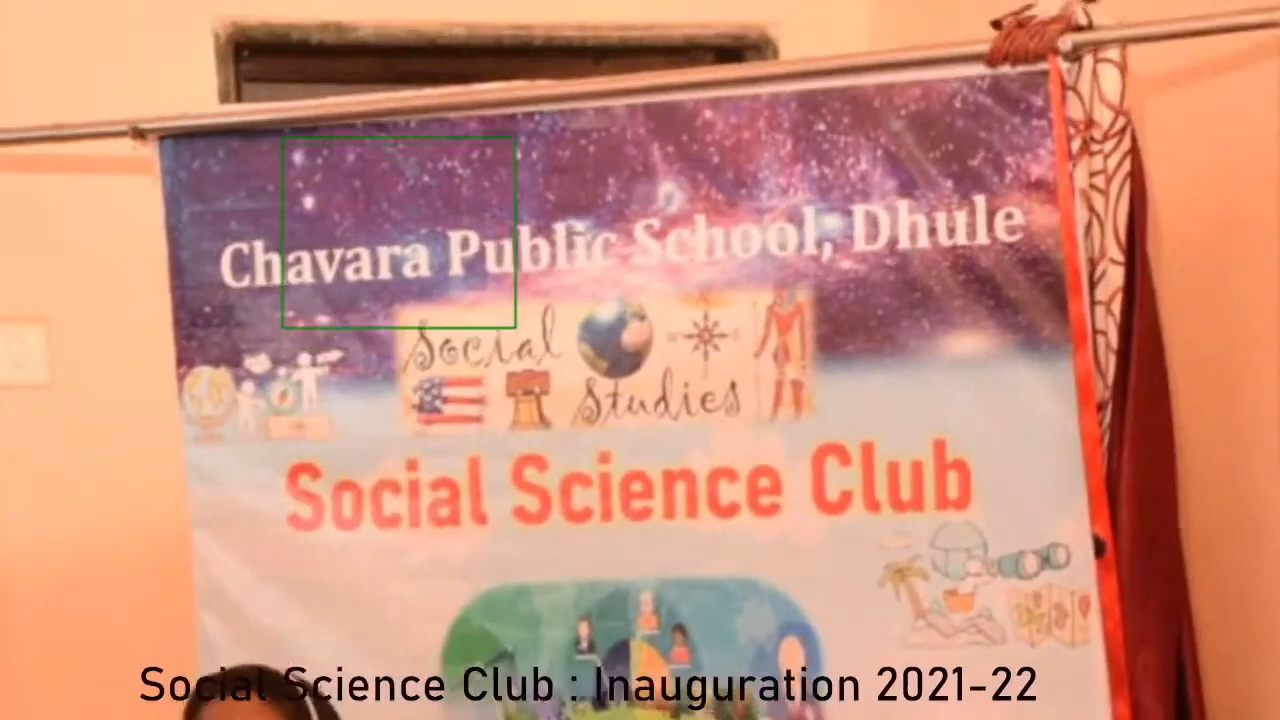 Chavara Public School, Dhule
Social
Studies
Social Science Club
Social Science Club : Inauguration 2021-22